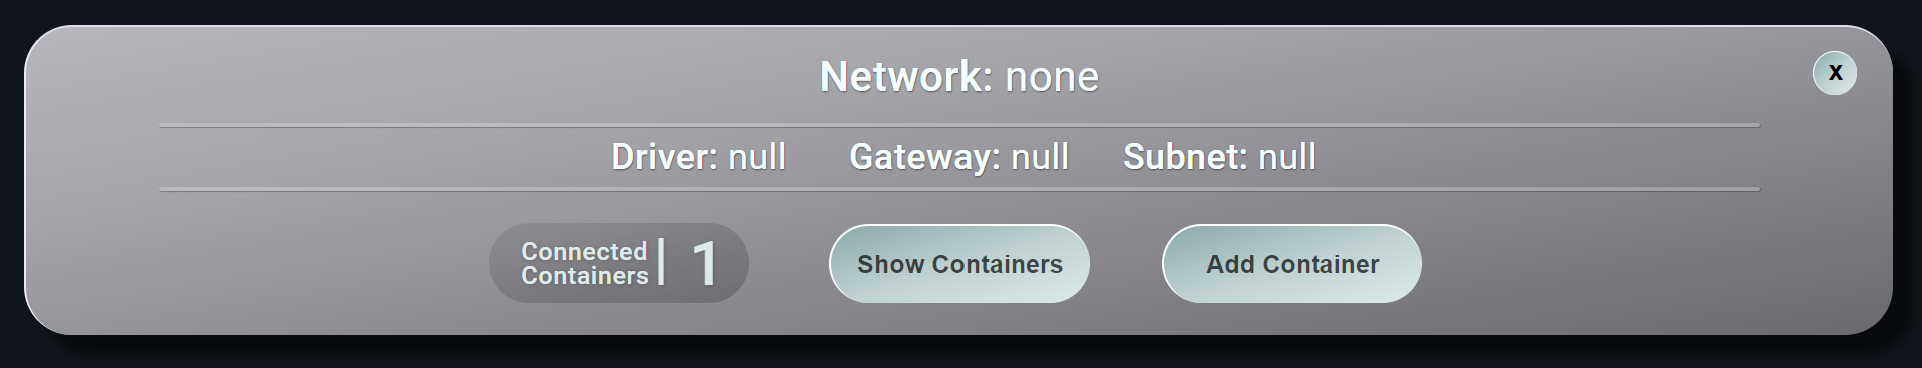 Network: none
x
Driver: null Gateway: null Subnet: null
Connected
Containers
1
Show Containers
Add Container